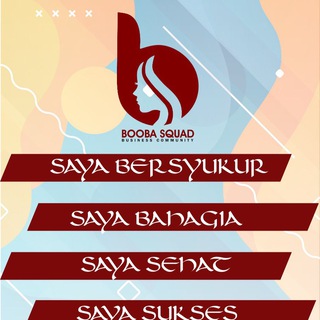 BOOBA SQUAD
BUSINESS COMMUNITY
SAYA BERSYUKUR
SAYA BAHAGIA
SAYA SEHAT
SAYA SUKSES